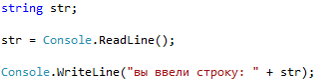 string str;
str = Console.ReadLine();
Console.WriteLine("вы ввели строку: " + str);